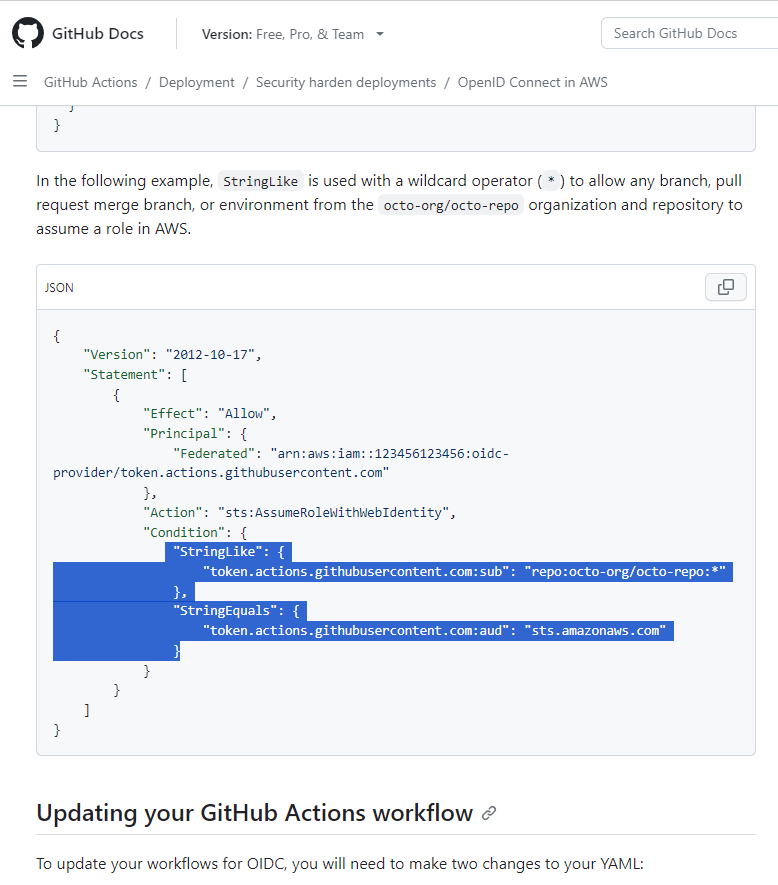 GitHub Docs
Version: Free, Pro, & Team
Search GitHub Docs
GitHub Actions / Deployment / Security harden deployments / OpenID Connect in AWS
}
}
In the following example, StringLike is used with a wildcard operator ( * ) to allow any branch, pull
request merge branch, or environment from the octo-org/octo-repo organization and repository to
assume a role in AWS.
JSON
{
    "Version": "2012-10-17",
    "Statement": [
        {
            "Effect": "Allow",
            "Principal": {
                "Federated": "arn:aws:iam::123456123456:oidc-
provider/token.actions.githubusercontent.com"
            },
            "Action": "sts:AssumeRoleWithWebIdentity",
            "Condition": {
                "StringLike": {
                    "token.actions.githubusercontent.com:sub": "repo:octo-org/octo-repo:*"
                },
                "StringEquals": {
                    "token.actions.githubusercontent.com:aud": "sts.amazonaws.com"
                }
            }
        }
    ]
}
Updating your GitHub Actions workflow
To update your workflows for OIDC, you will need to make two changes to your YAML: